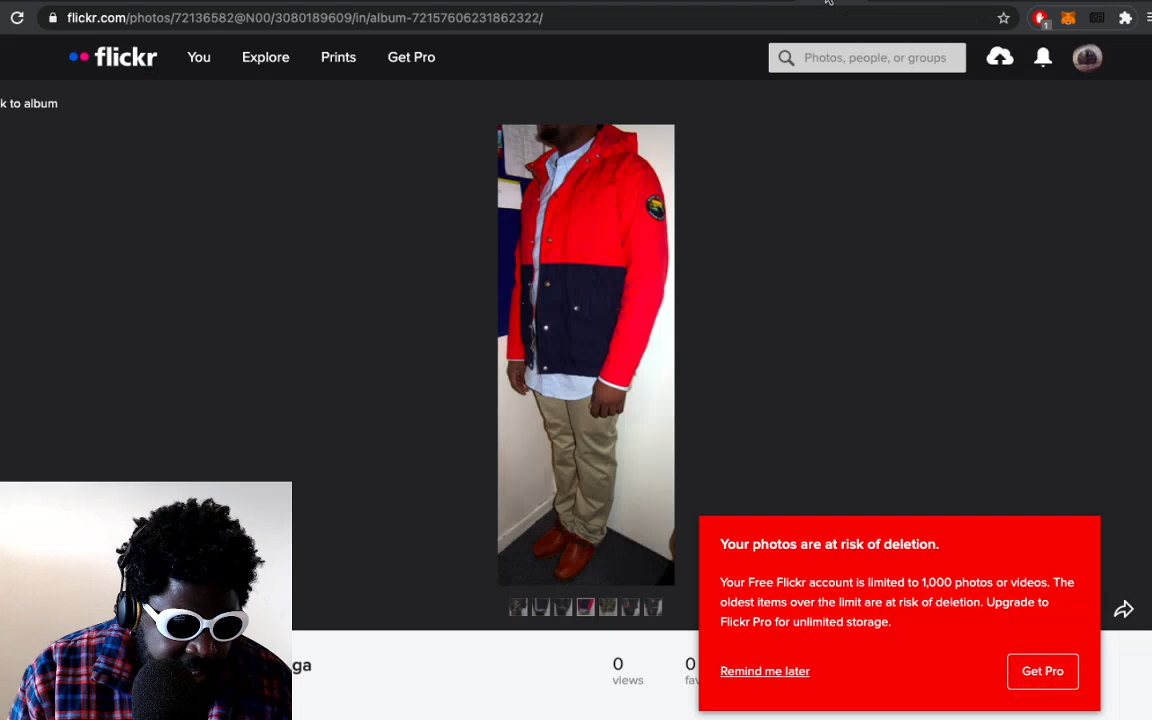 flickr.com/photos/72136582@N00/3080189609/in/album-72157606231862322/
1
flickr
You
Explore
Prints
Get Pro
Photos, people, or groups
k to album
Your photos are at risk of deletion.
Your Free Flickr account is limited to 1,000 photos or videos. The
oldest items over the limit are at risk of deletion. Upgrade to
Flickr Pro for unlimited storage.
Remind me later
Get Pro
ga
0
views
0
fav